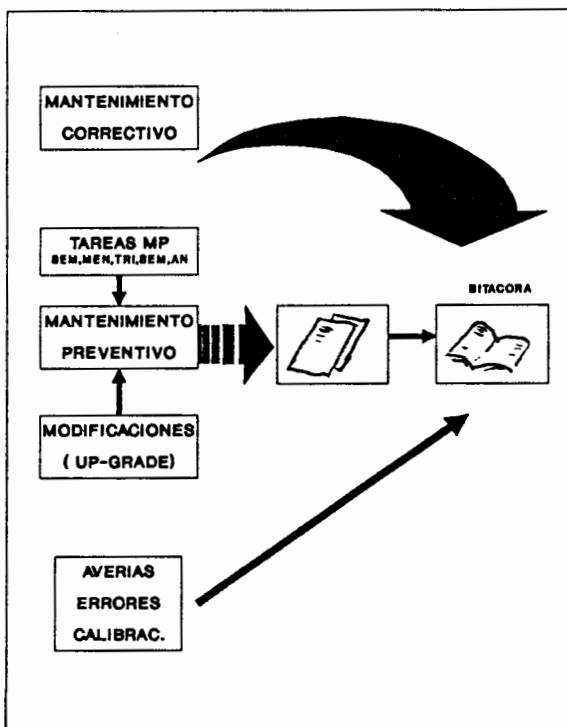 MANTENIMIENTO
CORRECTIVO
TAREAS MP
SEM,MEN,TRI,SEM,AN
MANTENIMIENTO
PREVENTIVO
BITACORA
MODIFICACIONES
( UP-GRADE)
AVERIAS
ERRORES
CALIBRAC.